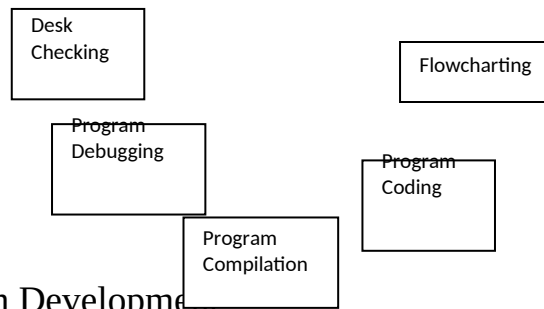 Desk
Checking
Flowcharting
Program
Debugging
Program
Coding
Program
Compilation